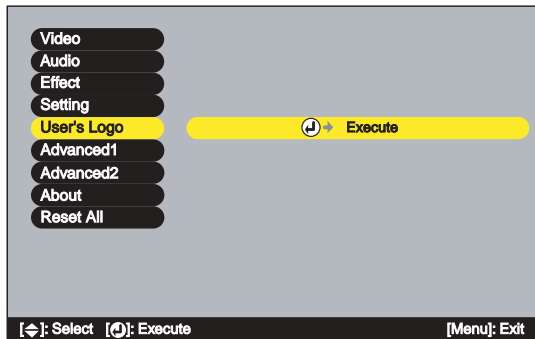 Video
Audio
Effect
Setting
User's Logo
Execute
Advanced1
Advanced2
About
Reset All
[]: Select []: Execute [Menu]: Exit